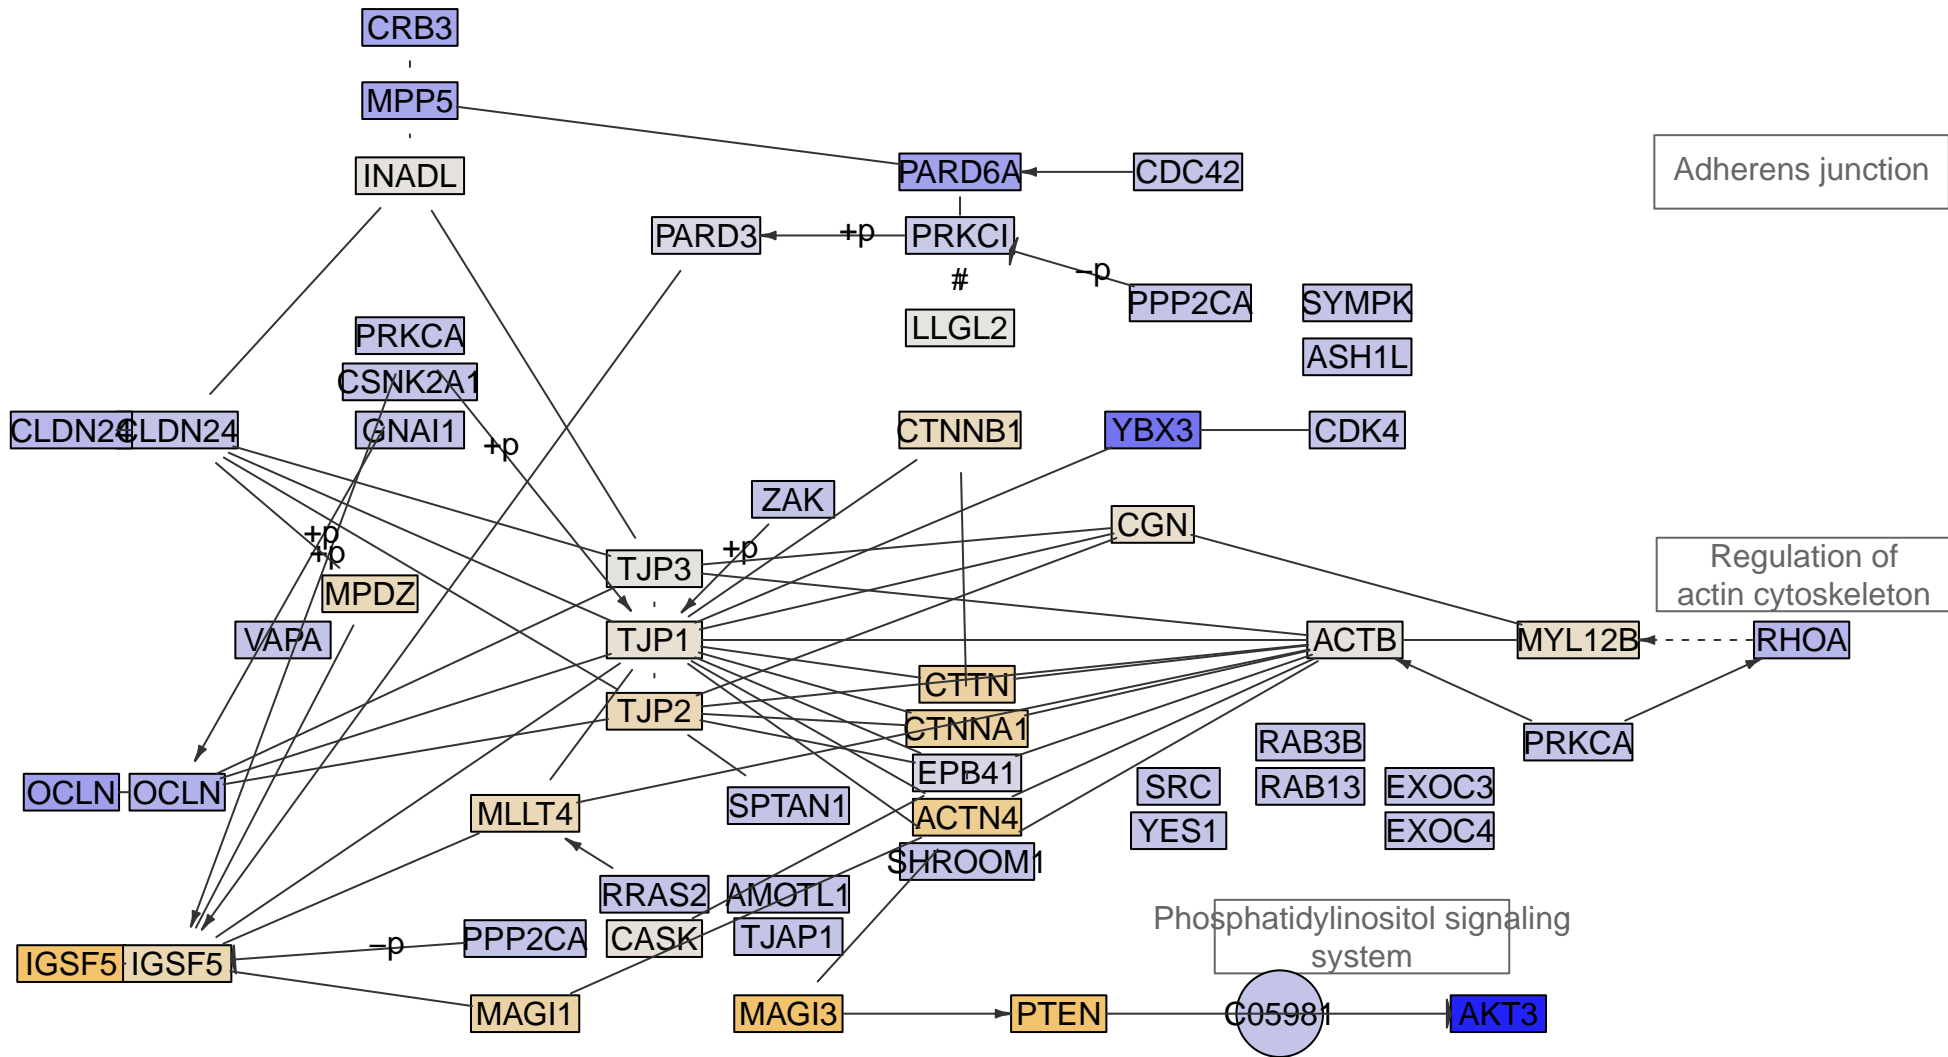 CRB3
MPP5
INADL
PARD6A
CDC42
Adherens junction
PARD3
+p
PRKCI
#
−p
PPP2CA
SYMPK
LLGL2
ASH1L
PRKCA
CSNK2A1
GNAI1
CLDN24
CLDN24
+p
CTNNB1
YBX3
CDK4
ZAK
+p
+p
+p
CGN
TJP3
MPDZ
Regulation of
actin cytoskeleton
VAPA
TJP1
ACTB
MYL12B
RHOA
CTTN
TJP2
CTNNA1
RAB3B
PRKCA
EPB41
OCLN
OCLN
MLLT4
SPTAN1
ACTN4
SRC
RAB13
EXOC3
YES1
EXOC4
SHROOM1
RRAS2
AMOTL1
PPP2CA
−p
CASK
TJAP1
Phosphatidylinositol signaling
system
IGSF5
IGSF5
MAGI1
MAGI3
PTEN
C05981
AKT3